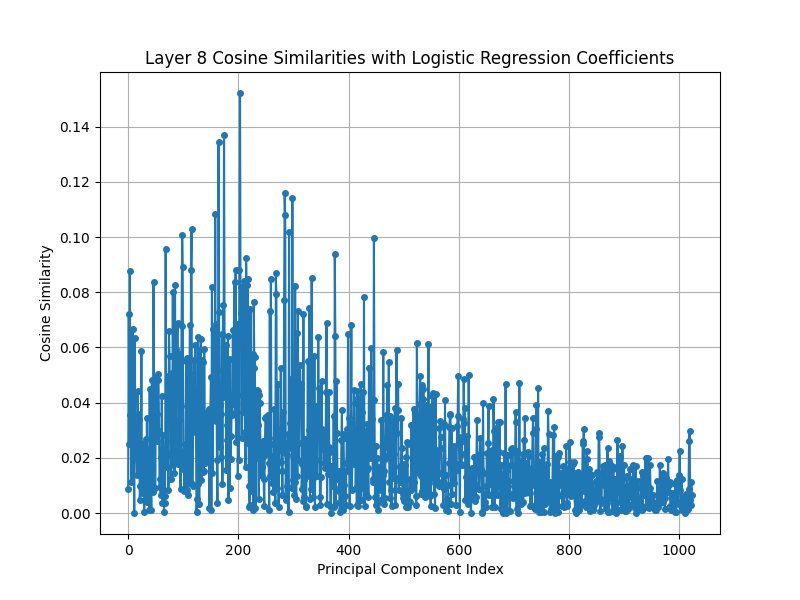 Layer 8 Cosine Similarities with Logistic Regression Coefficients
0.14
0.12
0.10
0.08
0.06
0.04
0.02
0.00
Cosine Similarity
0 200 400 600 800 1000
Principal Component Index